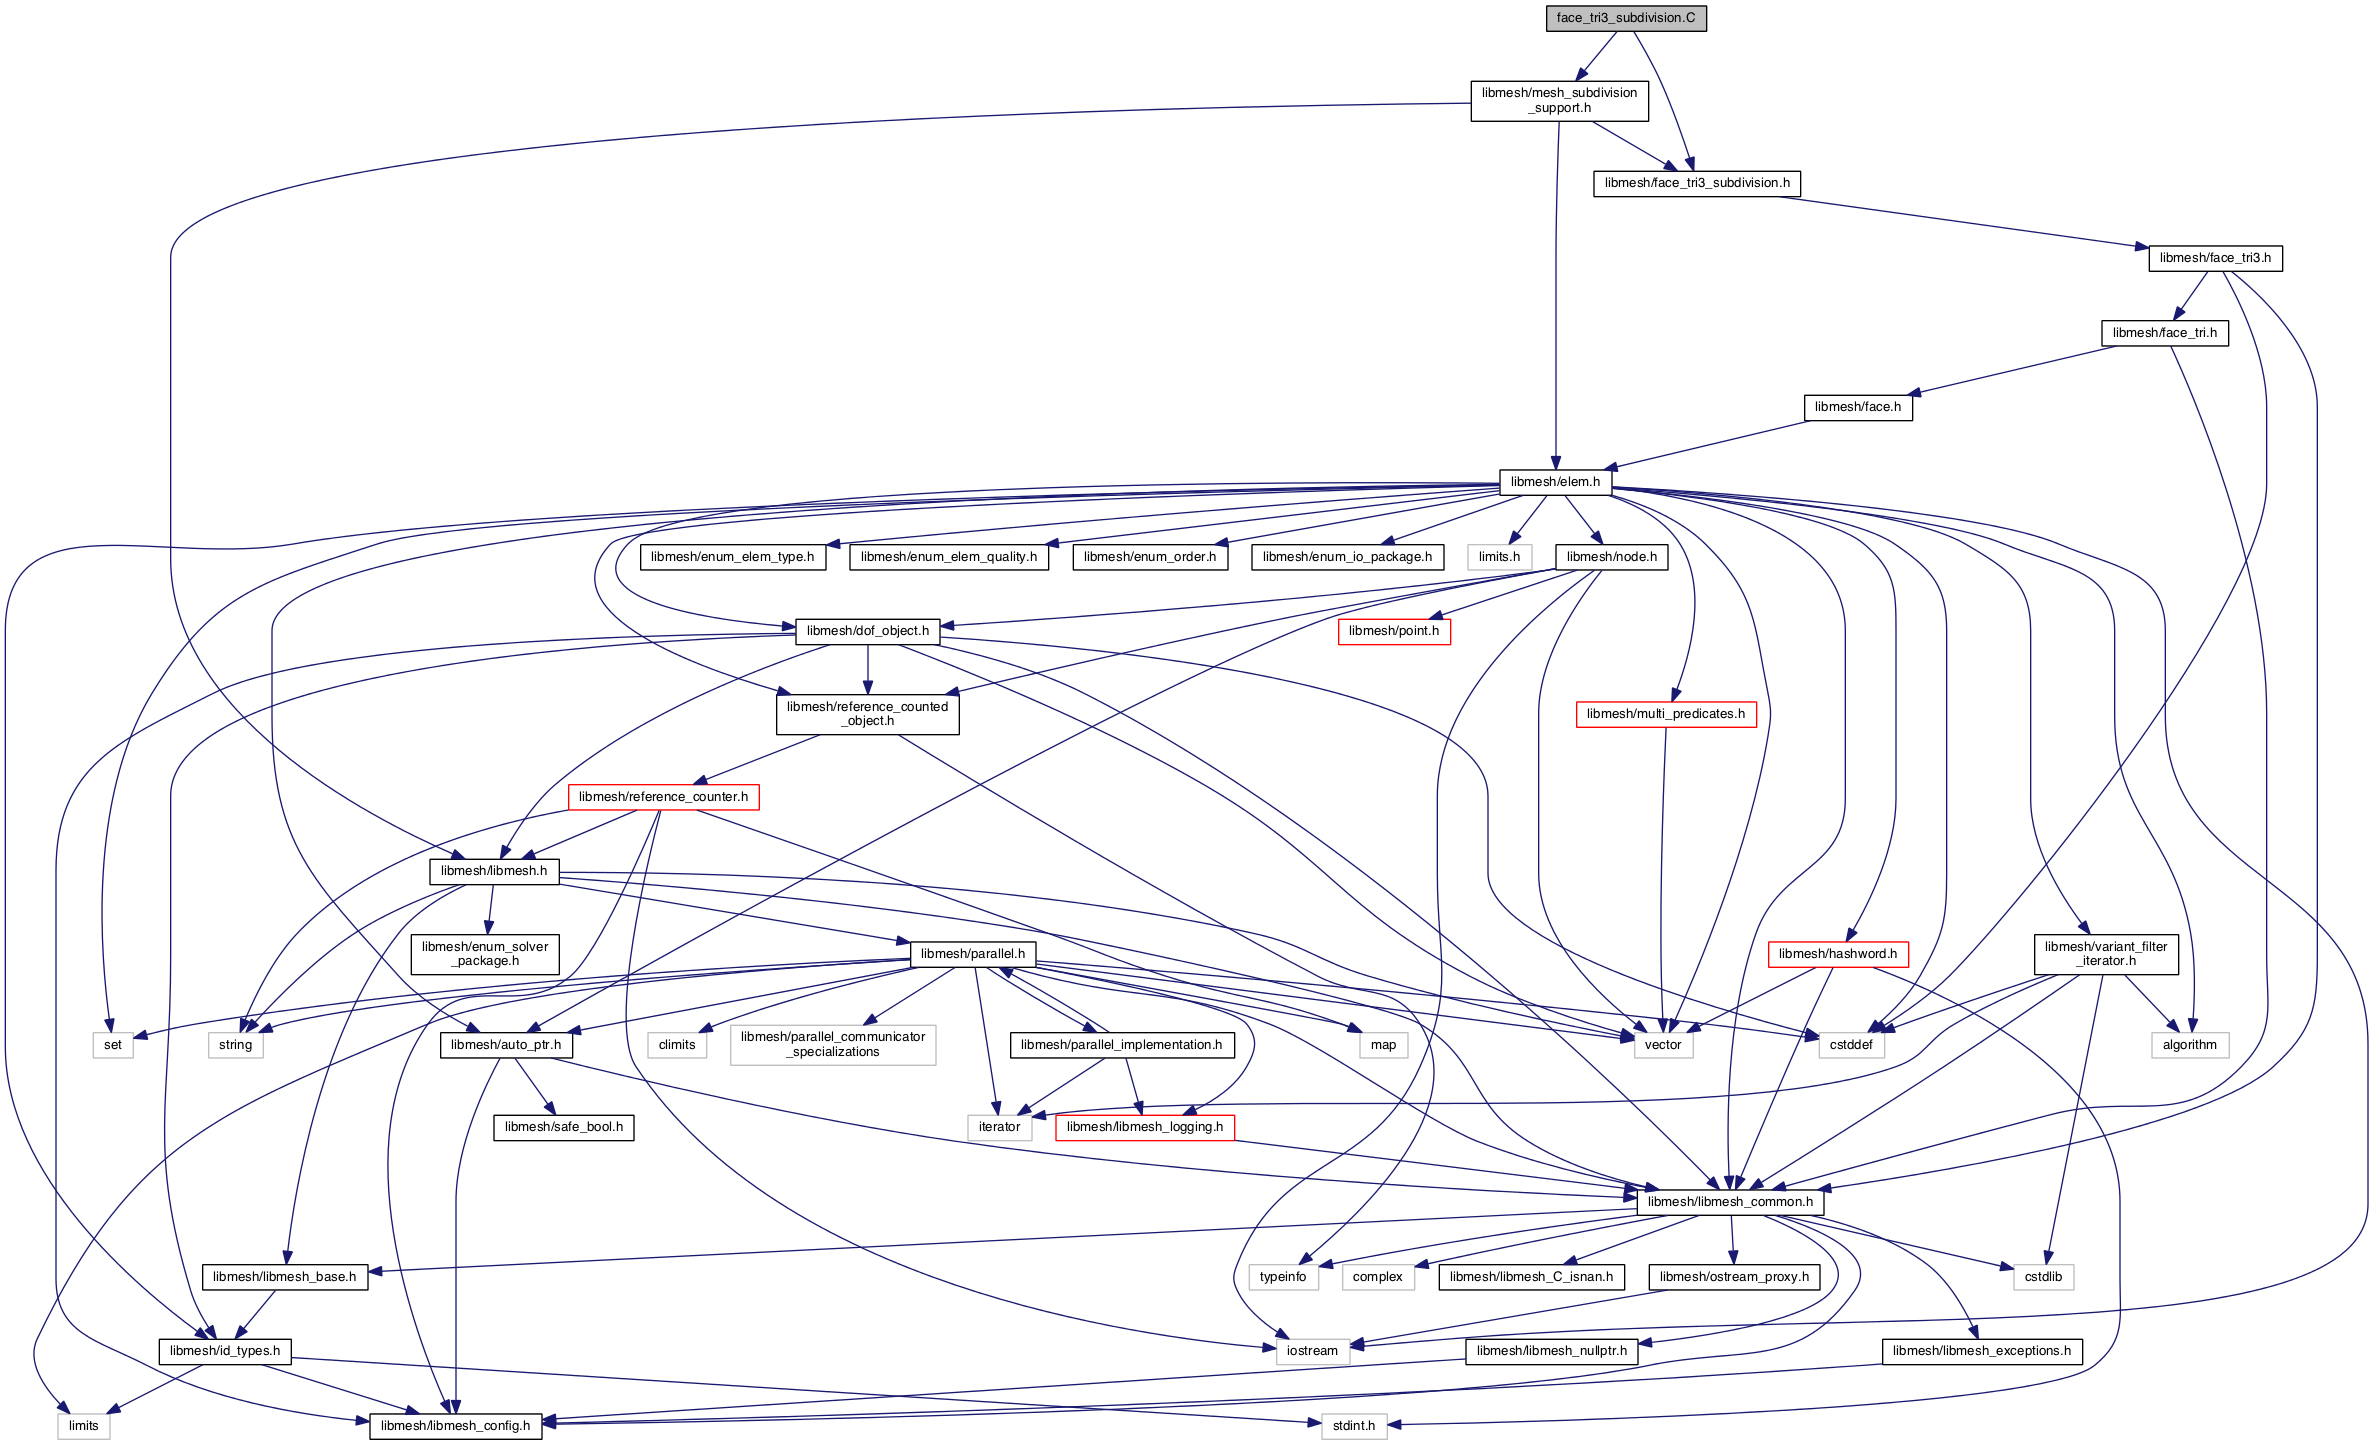 face_tri3_subdivision.C
libmesh/mesh_subdivision
_support.h
libmesh/face_tri3_subdivision.h
libmesh/face_tri3.h
libmesh/face_tri.h
libmesh/face.h
libmesh/elem.h
libmesh/enum_elem_type.h
libmesh/enum_elem_quality.h
libmesh/enum_order.h
libmesh/enum_io_package.h
limits.h
libmesh/node.h
libmesh/dof_object.h
libmesh/point.h
libmesh/reference_counted
_object.h
libmesh/multi_predicates.h
libmesh/reference_counter.h
libmesh/libmesh.h
libmesh/enum_solver
_package.h
libmesh/parallel.h
libmesh/hashword.h
libmesh/variant_filter
_iterator.h
set
string
libmesh/auto_ptr.h
climits
libmesh/parallel_communicator
_specializations
libmesh/parallel_implementation.h
map
vector
cstddef
algorithm
libmesh/safe_bool.h
iterator
libmesh/libmesh_logging.h
libmesh/libmesh_common.h
libmesh/libmesh_base.h
typeinfo
complex
libmesh/libmesh_C_isnan.h
libmesh/ostream_proxy.h
cstdlib
libmesh/id_types.h
iostream
libmesh/libmesh_nullptr.h
libmesh/libmesh_exceptions.h
limits
libmesh/libmesh_config.h
stdint.h